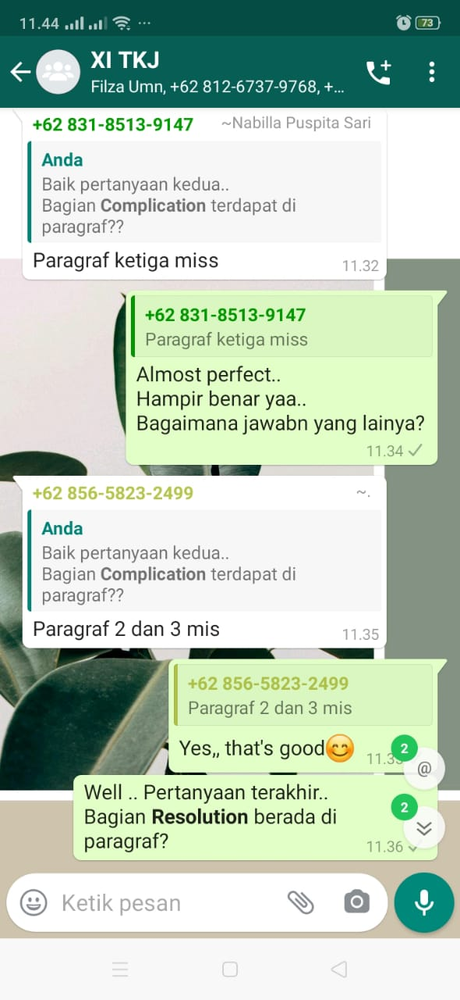 11.44
73
XI TKJ
Filza Umn, +62 812-6737-9768, +...
+62 831-8513-9147 ~Nabilla Puspita Sari
Anda
Baik pertanyaan kedua..
Bagian Complication terdapat di
paragraf??
Paragraf ketiga miss
11.32
+62 831-8513-9147
Paragraf ketiga miss
Almost perfect..
Hampir benar yaa..
Bagaimana jawabn yang lainya?
11.34
+62 856-5823-2499 ~.
Anda
Baik pertanyaan kedua..
Bagian Complication terdapat di
paragraf??
Paragraf 2 dan 3 mis
11.35
+62 856-5823-2499
Paragraf 2 dan 3 mis
Yes,, that's good😊
2
@
Well .. Pertanyaan terakhir..
Bagian Resolution berada di
paragraf?
2
11.36
Ketik pesan